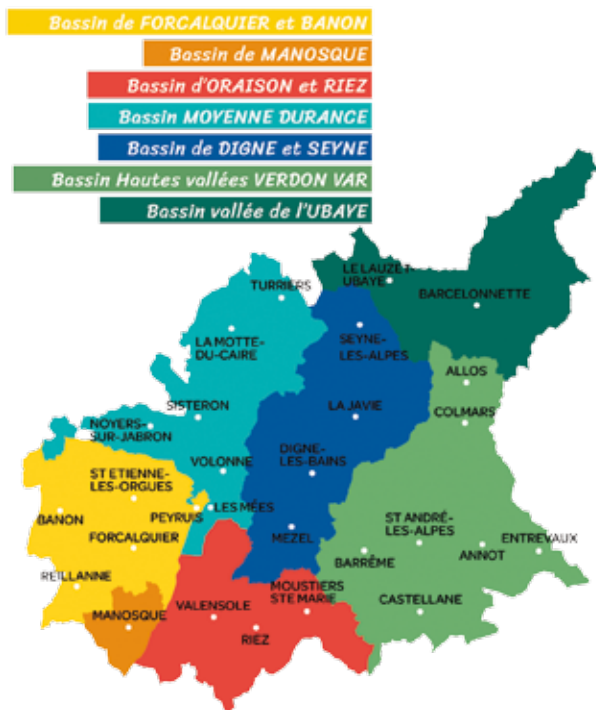 Bassin de FORCALQUIER et BANON
Bassin de MANOSQUE
Bassin d'ORAISON et RIEZ
Bassin MOYENNE DURANCE
Bassin de DIGNE et SEYNE
Bassin Hautes vallées VERDON VAR
Bassin vallée de l'UBAYE
LE LAUZET-
UBAYE
TURRIERS
BARCELONNETTE
LA MOTTE-
DU-CAIRE
SEYNE-
LES-ALPES
ALLOS
COLMARS
SISTERON
LA JAVIE
NOYERS-
SUR-JABRON
VOLONNE
DIGNE-
LES-BAINS
ST ETIENNE-
LES-ORGUES
BANON
PEYRUIS
LES MÉES
FORCALQUIER
MEZEL
ST ANDRÉ-
LES-ALPES
ENTREVAUX
ANNOT
BARRÊME
REILLANNE
MOUSTIERS
STE MARIE
VALENSOLE
CASTELLANE
MANOSQUE
RIEZ